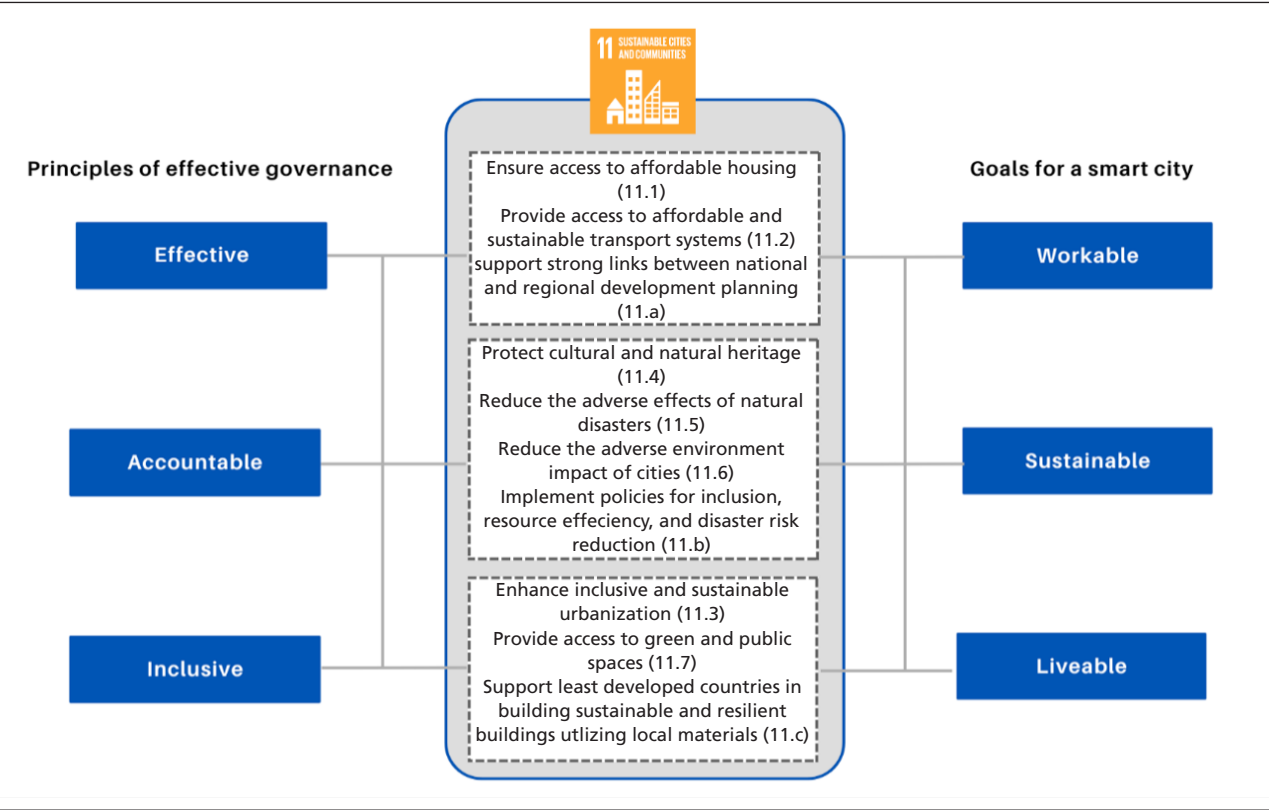 11 SUSTAINABLE CITIES
AND COMMUNITIES
Principles of effective governance
Effective
Accountable
Inclusive
Ensure access to affordable housing
(11.1)
Provide access to affordable and
sustainable transport systems (11.2)
support strong links between national
and regional development planning
(11.a)
Protect cultural and natural heritage
(11.4)
Reduce the adverse effects of natural
disasters (11.5)
Reduce the adverse environment
impact of cities (11.6)
Implement policies for inclusion,
resource effeciency, and disaster risk
reduction (11.b)
Enhance inclusive and sustainable
urbanization (11.3)
Provide access to green and public
spaces (11.7)
Support least developed countries in
building sustainable and resilient
buildings utlizing local materials (11.c)
Goals for a smart city
Workable
Sustainable
Liveable